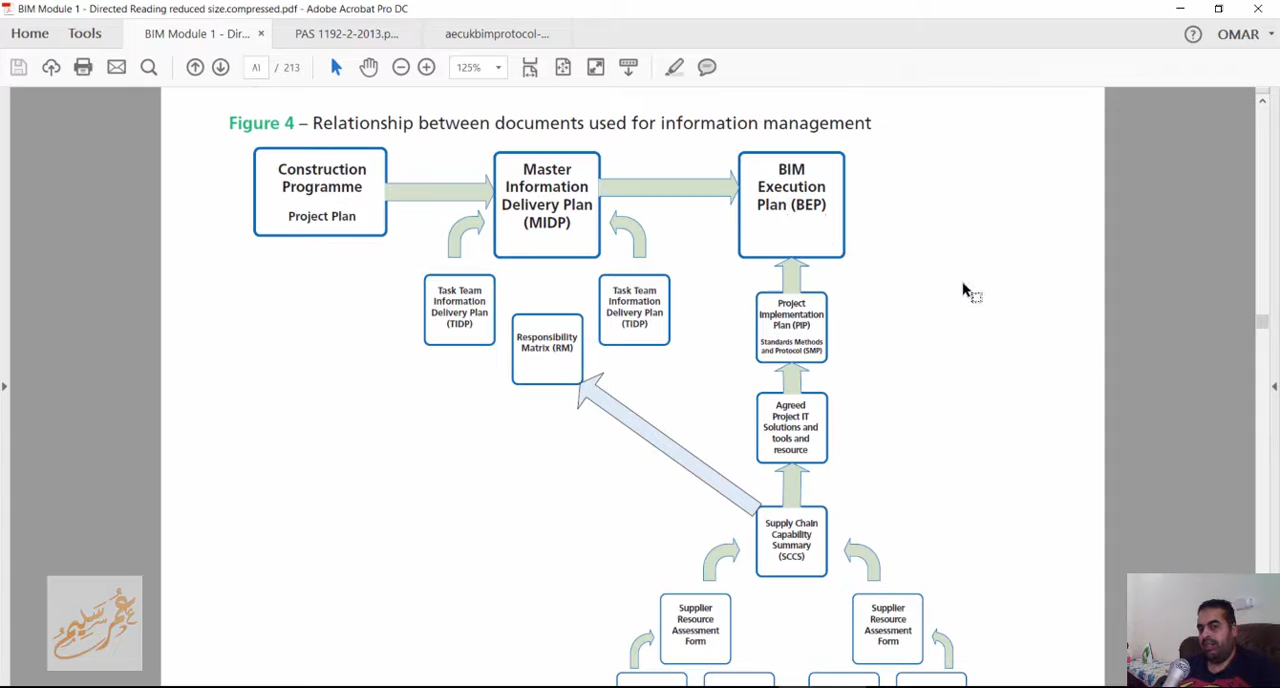 BIM Module 1 - Directed Reading reduced size.compressed.pdf - Adobe Acrobat Pro DC
Home Tools BIM Module 1 - Dir... × PAS 1192-2-2013.p... aecukbimprotocol-... OMAR
٨١ / 213 125%
Figure 4 – Relationship between documents used for information management
Construction
Programme
Project Plan
Master
Information
Delivery Plan
(MIDP)
BIM
Execution
Plan (BEP)
Task Team
Information
Delivery Plan
(TIDP)
Responsibility
Matrix (RM)
Task Team
Information
Delivery Plan
(TIDP)
Project
Implementation
Plan (PIP)
Standards Methods
and Protocol (SMP)
Agreed
Project IT
Solutions and
tools and
resource
Supply Chain
Capability
Summary
(SCCS)
Supplier
Resource
Assessment
Form
Supplier
Resource
Assessment
Form
عمر سليم